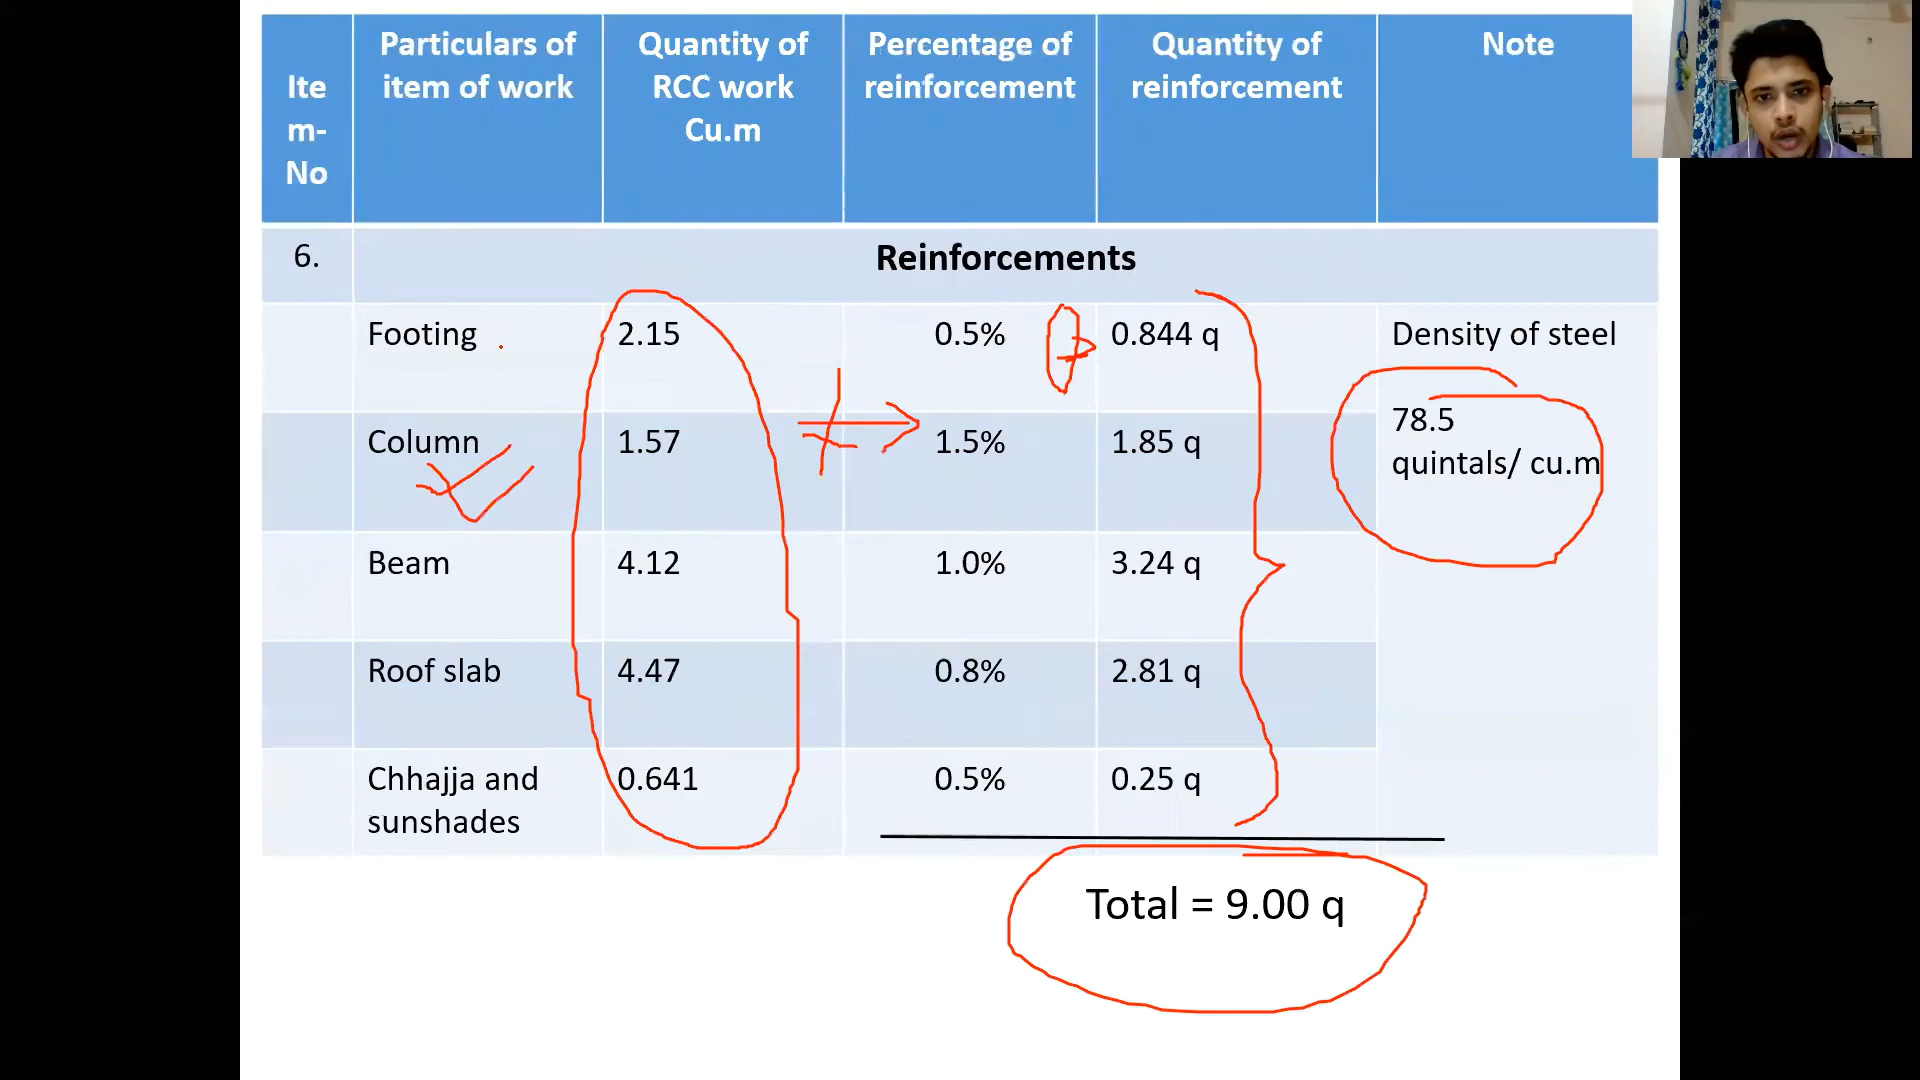 Ite
m-
No
Particulars of
item of work
Quantity of
RCC work
Cu.m
Percentage of
reinforcement
Quantity of
reinforcement
Note
6.
Reinforcements
Footing
2.15
0.5%
0.844 q
Density of steel
78.5
quintals/ cu.m
Column
1.57
1.5%
1.85 q
Beam
4.12
1.0%
3.24 q
Roof slab
4.47
0.8%
2.81 q
Chhajja and
sunshades
0.641
0.5%
0.25 q
Total = 9.00 q